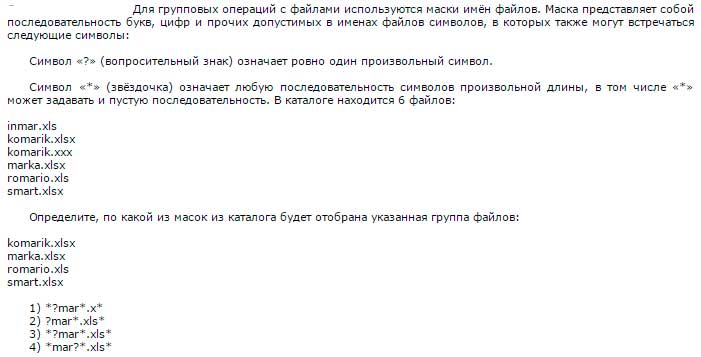 Для групповых операций с файлами используются маски имён файлов. Маска представляет собой
последовательность букв, цифр и прочих допустимых в именах файлов символов, в которых также могут встречаться
следующие символы:
Символ «?» (вопросительный знак) означает ровно один произвольный символ.
Символ «*» (звёздочка) означает любую последовательность символов произвольной длины, в том числе «*»
может задавать и пустую последовательность. В каталоге находится 6 файлов:
inmar.xls
komarik.xlsx
komarik.xxx
marka.xlsx
romario.xls
smart.xlsx
Определите, по какой из масок из каталога будет отобрана указанная группа файлов:
komarik.xlsx
marka.xlsx
romario.xls
smart.xlsx
1) *?mar*.x*
2) ?mar*.xls*
3) *?mar*.xls*
4) *mar?*.xls*